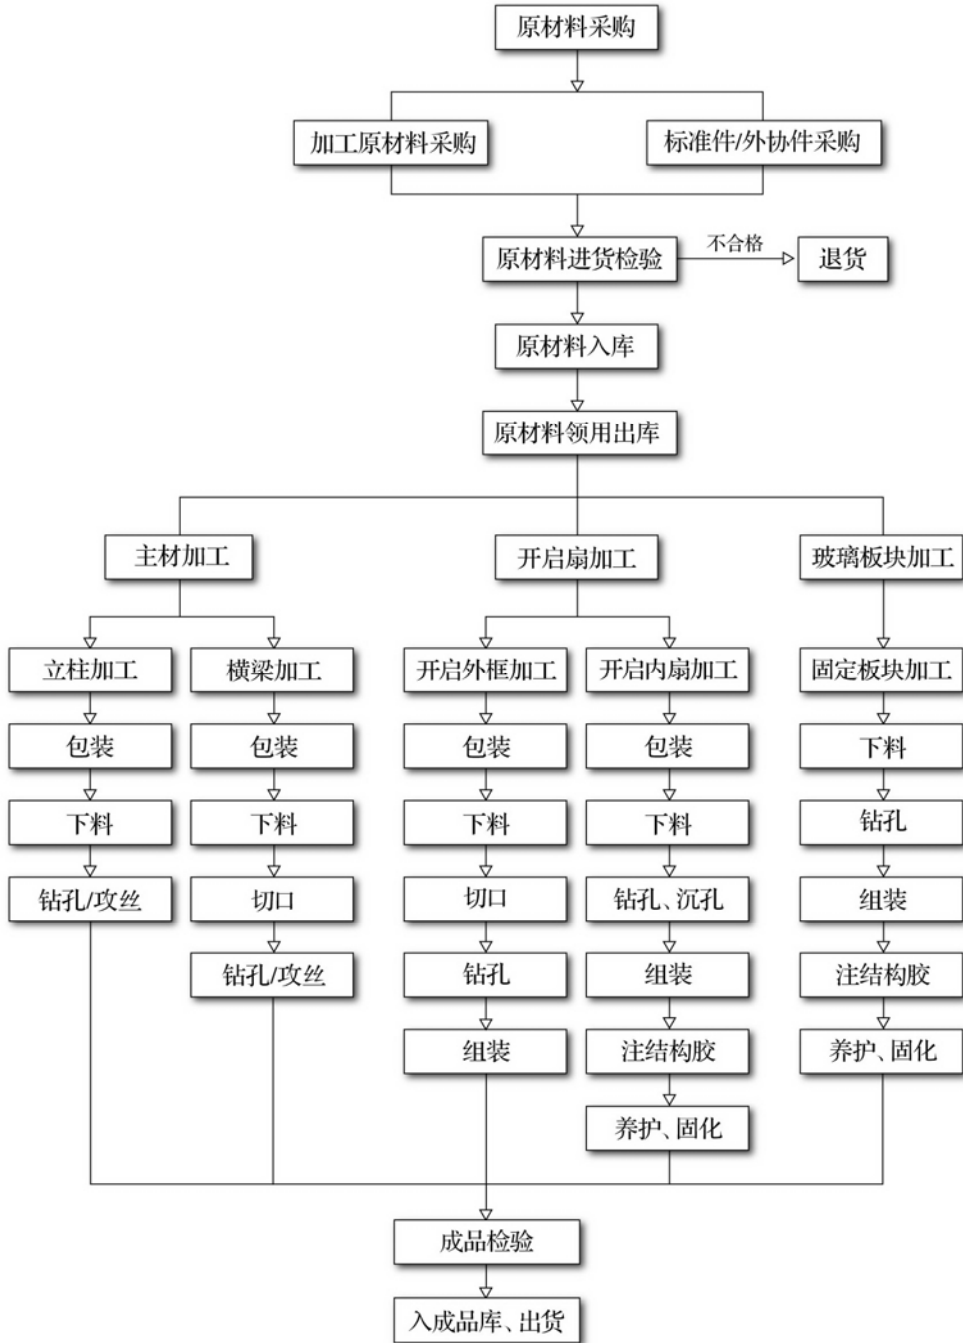 原材料采购
加工原材料采购
标准件/外协件采购
原材料进货检验
不合格
退货
原材料入库
原材料领用出库
主材加工
开启扇加工
玻璃板块加工
立柱加工
横梁加工
开启外框加工
开启内扇加工
固定板块加工
包装
包装
包装
包装
下料
下料
下料
下料
下料
钻孔
钻孔/攻丝
切口
切口
钻孔、沉孔
组装
钻孔/攻丝
钻孔
组装
注结构胶
组装
注结构胶
养护、固化
养护、固化
成品检验
入成品库、出货